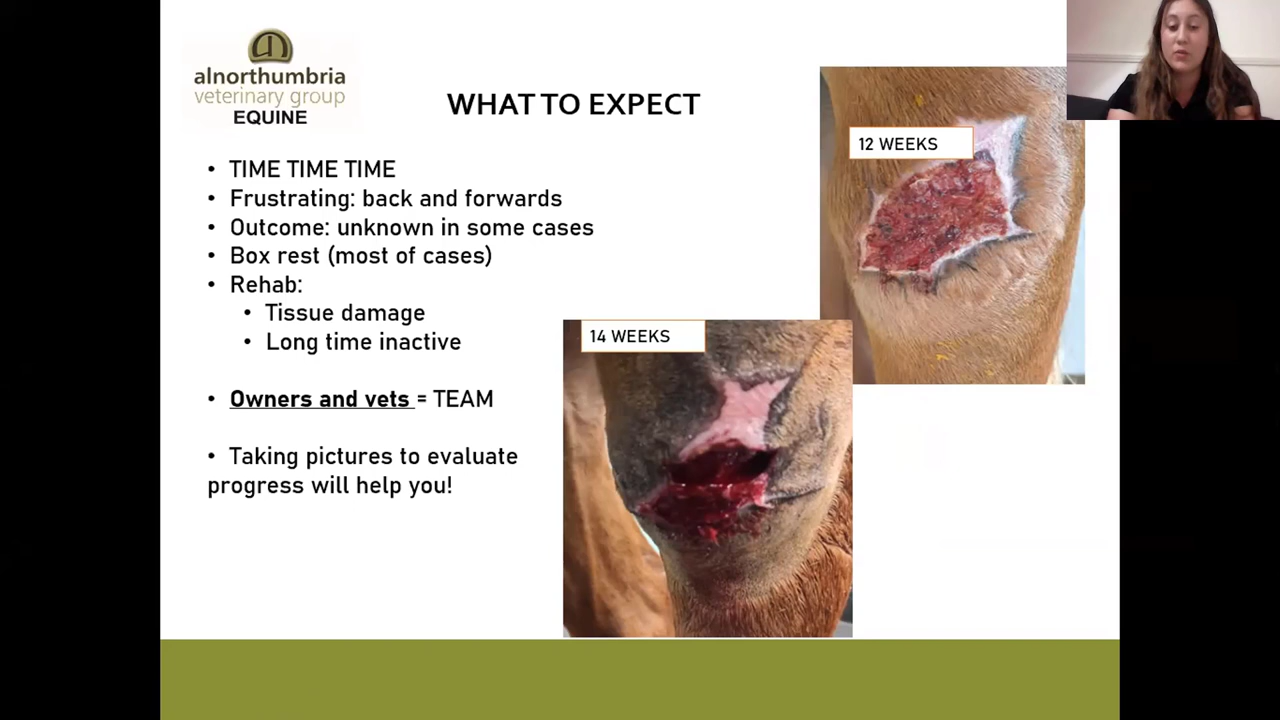 alnorthumbria
veterinary group
EQUINE
WHAT TO EXPECT
• TIME TIME TIME
• Frustrating: back and forwards
• Outcome: unknown in some cases
• Box rest (most of cases)
• Rehab:
• Tissue damage
• Long time inactive
• Owners and vets = TEAM
• Taking pictures to evaluate
progress will help you!
12 WEEKS
14 WEEKS